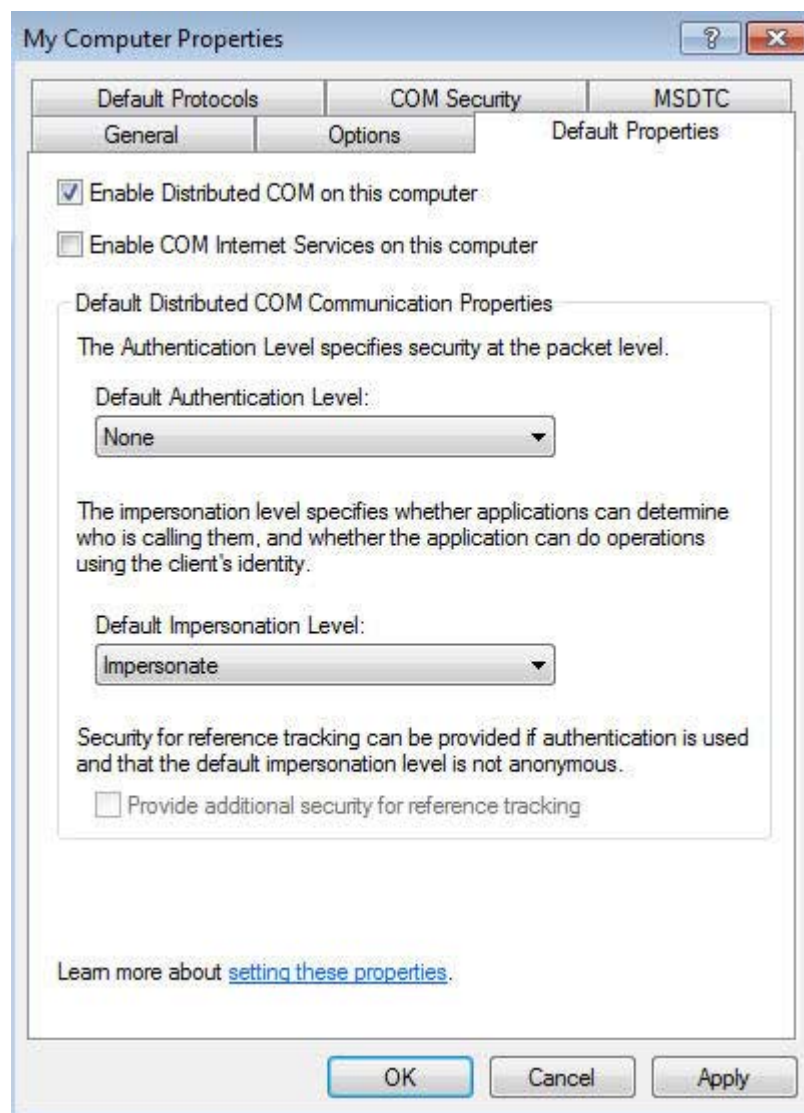 My Computer Properties
Default Protocols COM Security MSDTC
General Options Default Properties
Enable Distributed COM on this computer
Enable COM Internet Services on this computer
Default Distributed COM Communication Properties
The Authentication Level specifies security at the packet level.
Default Authentication Level:
None
The impersonation level specifies whether applications can determine
who is calling them, and whether the application can do operations
using the client's identity.
Default Impersonation Level:
Impersonate
Security for reference tracking can be provided if authentication is used
and that the default impersonation level is not anonymous.
Provide additional security for reference tracking
Learn more about setting these properties.
OK Cancel Apply